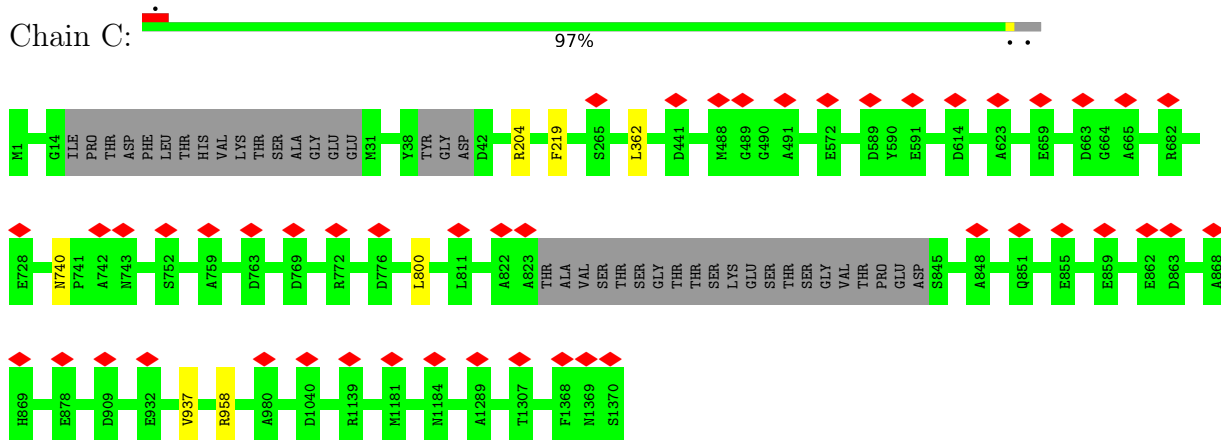 Chain C:
97%
M1 G14 ILE PRO THR ASP PHE LEU THR HIS VAL LYS THR SER ALA GLY GLU GLU M31 Y38 TYR GLY ASP D42 R204 F219 S265 L362 D441 M488 G489 G490 A491 E572 D589 Y590 E591 D614 A623 E659 D663 G664 A665 R682
E728 N740 P741 A742 N743 S752 A759 D763 D769 R772 D776 L800 L811 A822 A823 THR ALA VAL SER THR SER GLY THR THR SER LYS GLU SER THR SER GLY VAL THR PRO GLU ASP S845 A848 Q851 E855 E859 E862 D863 A868
H869 E878 D909 E932 V937 R958 A980 D1040 R1139 M1181 N1184 A1289 T1307 F1368 N1369 S1370